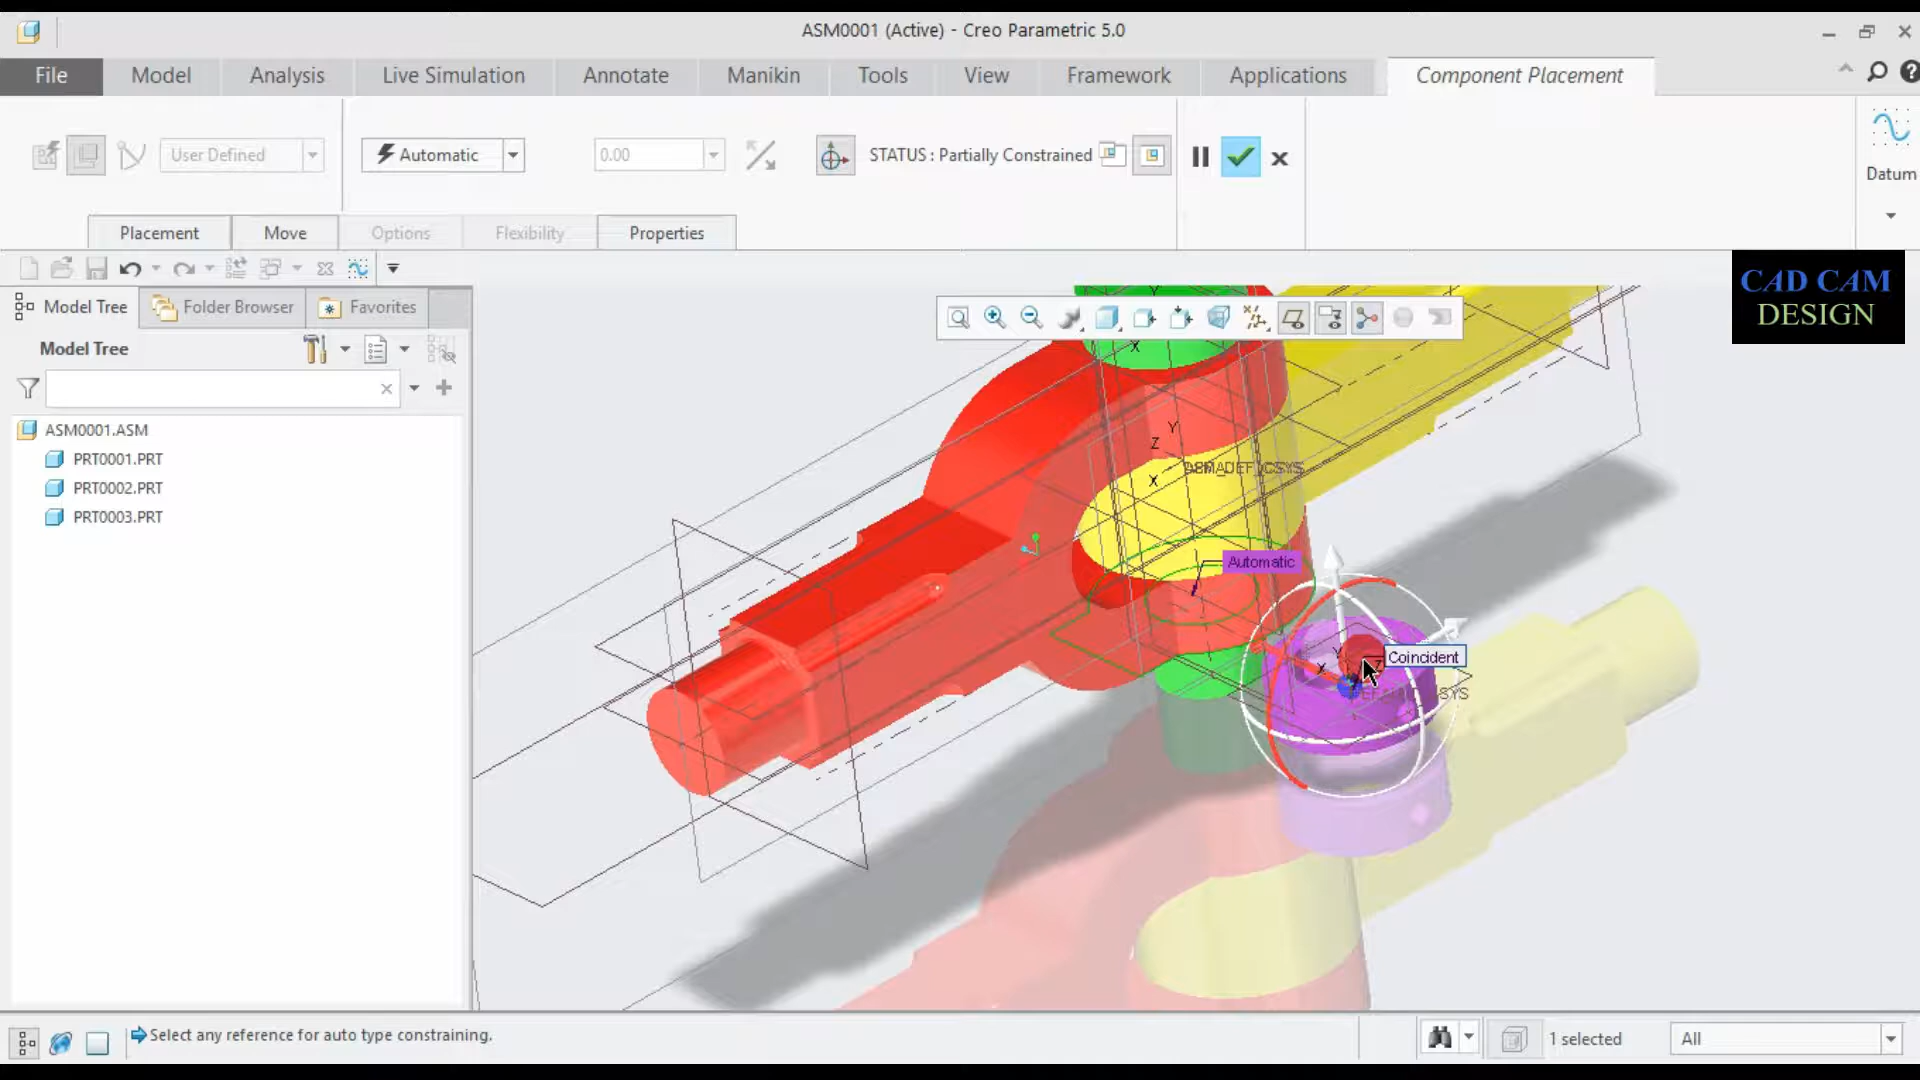 ASM0001 (Active) - Creo Parametric 5.0
File Model Analysis Live Simulation Annotate Manikin Tools View Framework Applications Component Placement
User Defined Automatic 0.00 STATUS : Partially Constrained
Datum
Placement Move Options Flexibility Properties
CAD CAM
DESIGN
Model Tree Folder Browser Favorites
Model Tree
ASM0001.ASM
PRT0001.PRT
PRT0002.PRT
PRT0003.PRT
Y
X
Y
Z
X
Automatic
Coincident
Y
X
Z
Select any reference for auto type constraining.
1 selected
All